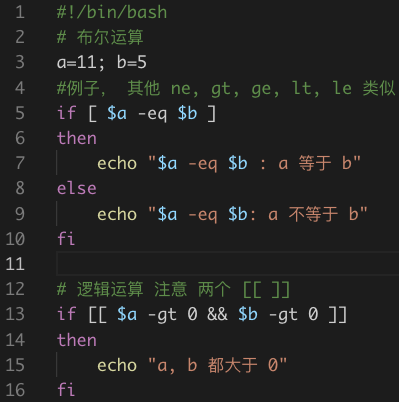 1 #!/bin/bash
2 # 布尔运算
3 a=11; b=5
4 #例子， 其他 ne, gt, ge, lt, le 类似
5 if [ $a -eq $b ]
6 then
7     echo "$a -eq $b : a 等于 b"
8 else
9     echo "$a -eq $b: a 不等于 b"
10 fi
11
12 # 逻辑运算 注意 两个 [[ ]]
13 if [[ $a -gt 0 && $b -gt 0 ]]
14 then
15     echo "a, b 都大于 0"
16 fi